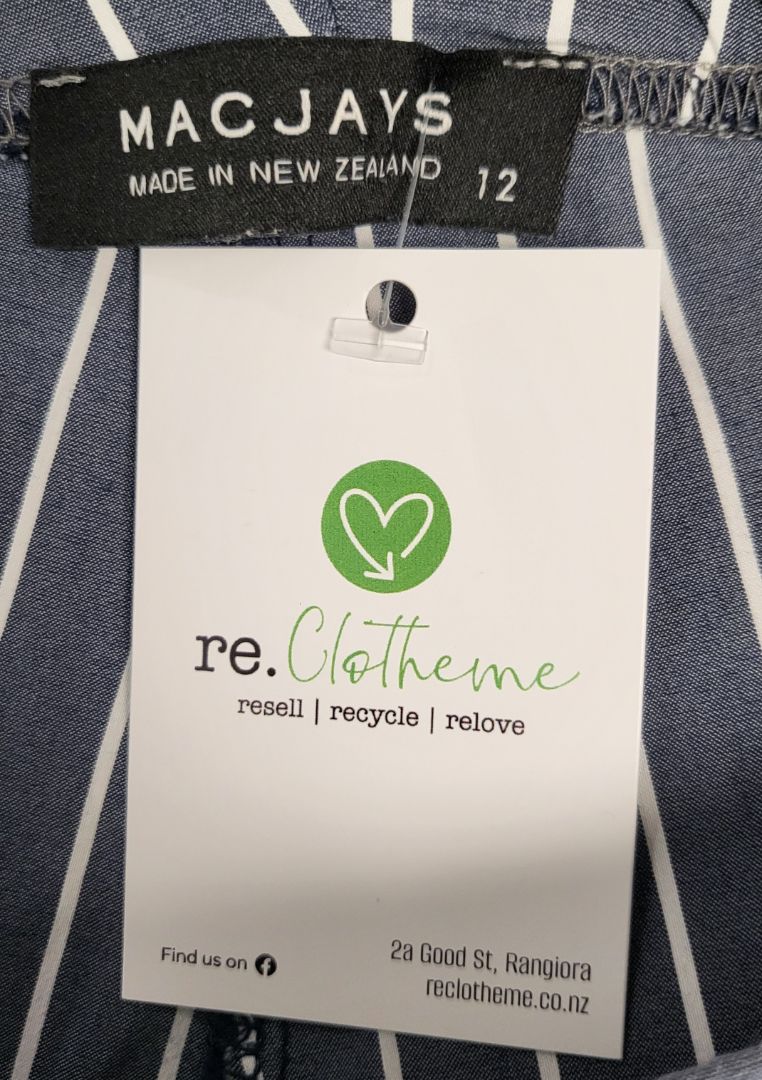 MACJAYS
MADE IN NEW ZEALAND
12
re.Clotheme
resell | recycle | relove
Find us on
2a Good St, Rangiora
reclotheme.co.nz